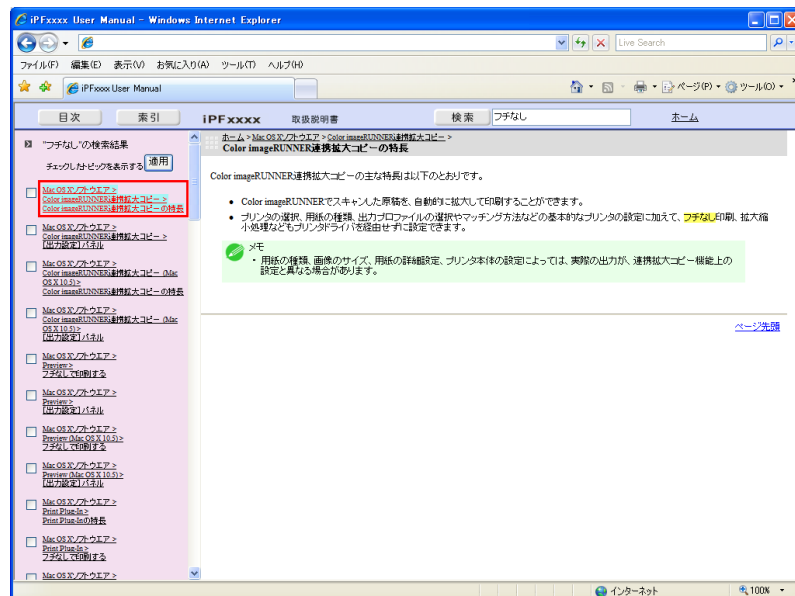 iPFxxxx User Manual - Windows Internet Explorer
Live Search
ファイル(F) 編集(E) 表示(V) お気に入り(A) ツール(T) ヘルプ(H)
iPFxxxx User Manual
ページ(P) ツール(O)
目次 索引 iPFxxxx 取扱説明書 検索 フチなし ホーム
"フチなし"の検索結果
チェックしたトピックを表示する 適用
Mac OS Xソフトウエア >
Color imageRUNNER連携拡大コピー >
Color imageRUNNER連携拡大コピーの特長
Mac OS Xソフトウエア >
Color imageRUNNER連携拡大コピー >
[出力設定]パネル
Mac OS Xソフトウエア >
Color imageRUNNER連携拡大コピー (Mac
OS X 10.5) >
Color imageRUNNER連携拡大コピーの特長
Mac OS Xソフトウエア >
Color imageRUNNER連携拡大コピー (Mac
OS X 10.5) >
[出力設定]パネル
Mac OS Xソフトウエア >
Preview >
フチなしで印刷する
Mac OS Xソフトウエア >
Preview >
[出力設定]パネル
Mac OS Xソフトウエア >
Preview (Mac OS X 10.5) >
フチなしで印刷する
Mac OS Xソフトウエア >
Preview (Mac OS X 10.5) >
[出力設定]パネル
Mac OS Xソフトウエア >
Print Plug-In >
Print Plug-Inの特長
Mac OS Xソフトウエア >
Print Plug-In >
フチなしで印刷する
Mac OS Xソフトウエア >
ホーム > Mac OS Xソフトウエア > Color imageRUNNER連携拡大コピー >
Color imageRUNNER連携拡大コピーの特長
Color imageRUNNER連携拡大コピーの主な特長は以下のとおりです。
• Color imageRUNNERでスキャンした原稿を、自動的に拡大して印刷することができます。
• プリンタの選択、用紙の種類、出力プロファイルの選択やマッチング方法などの基本的なプリンタの設定に加えて、フチなし印刷、拡大縮
小処理などもプリンタドライバを経由せずに設定できます。
メモ
・用紙の種類、画像のサイズ、用紙の詳細設定、プリンタ本体の設定によっては、実際の出力が、連携拡大コピー機能上の
設定と異なる場合があります。
ページ先頭
インターネット 100%